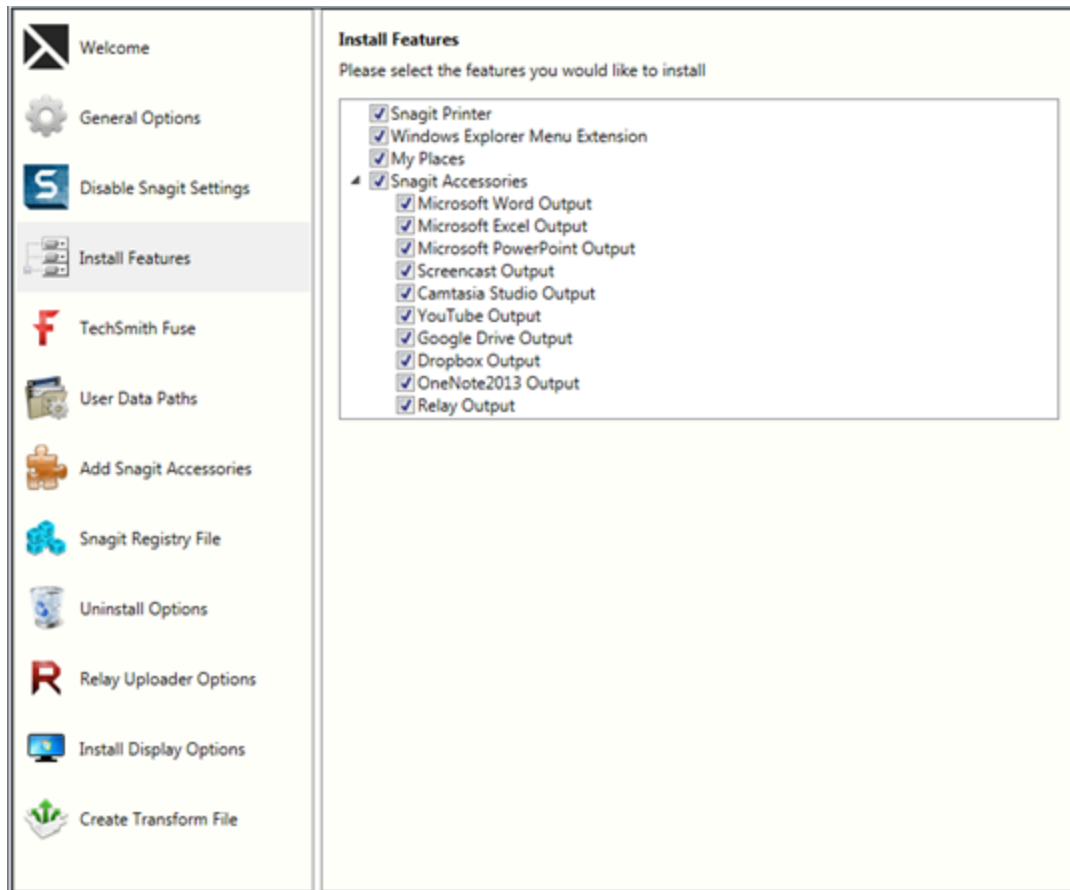 Welcome
General Options
Disable Snagit Settings
Install Features
TechSmith Fuse
User Data Paths
Add Snagit Accessories
Snagit Registry File
Uninstall Options
Relay Uploader Options
Install Display Options
Create Transform File
Install Features
Please select the features you would like to install
Snagit Printer
Windows Explorer Menu Extension
My Places
Snagit Accessories
Microsoft Word Output
Microsoft Excel Output
Microsoft PowerPoint Output
Screencast Output
Camtasia Studio Output
YouTube Output
Google Drive Output
Dropbox Output
OneNote2013 Output
Relay Output